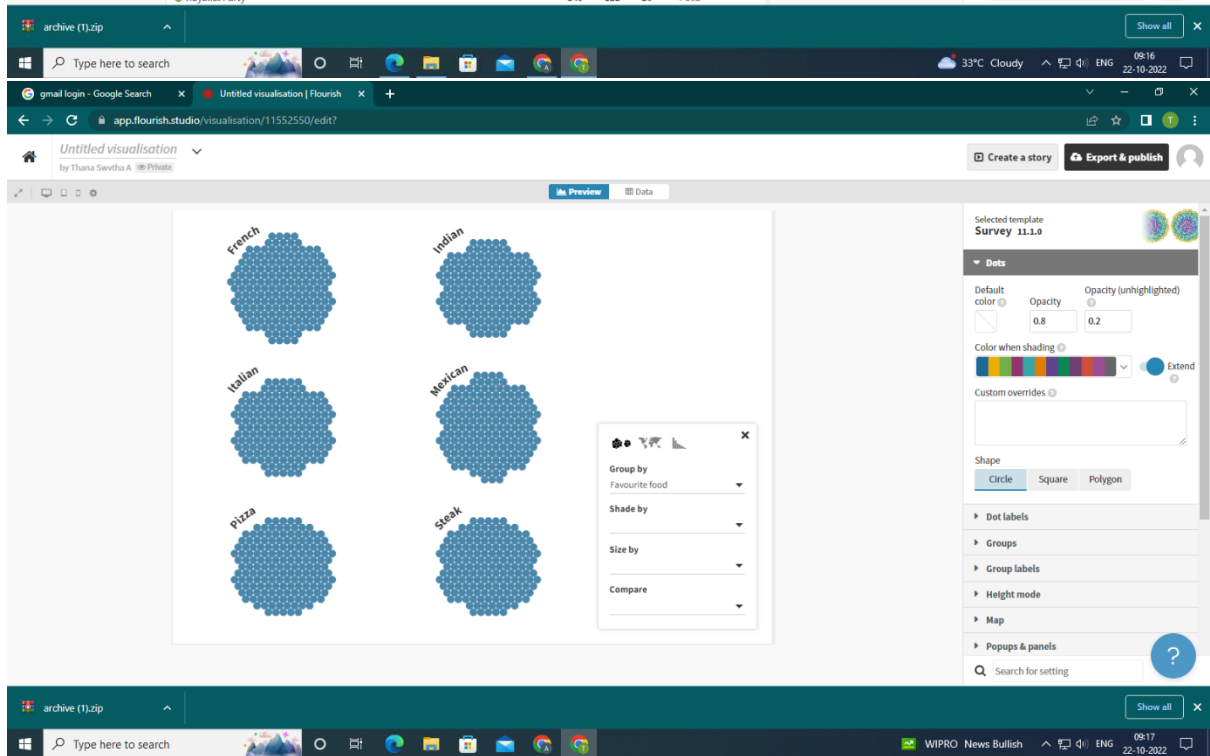 archive (1).zip
Show all
Type here to search
33°C Cloudy
ENG
09:16
22-10-2022
gmail login - Google Search
Untitled visualisation | Flourish
app.flourish.studio/visualisation/11552550/edit?
Untitled visualisation
by Thana Swvtha A Private
Create a story
Export & publish
Preview
Data
French
Indian
Italian
Mexican
Pizza
Steak
Group by
Favourite food
Shade by
Size by
Compare
Selected template
Survey 11.1.0
Dots
Default color
Opacity
Opacity (unhighlighted)
0.8
0.2
Color when shading
Extend
Custom overrides
Shape
Circle
Square
Polygon
Dot labels
Groups
Group labels
Height mode
Map
Popups & panels
Search for setting
?
archive (1).zip
Show all
Type here to search
WIPRO News Bullish
ENG
09:17
22-10-2022